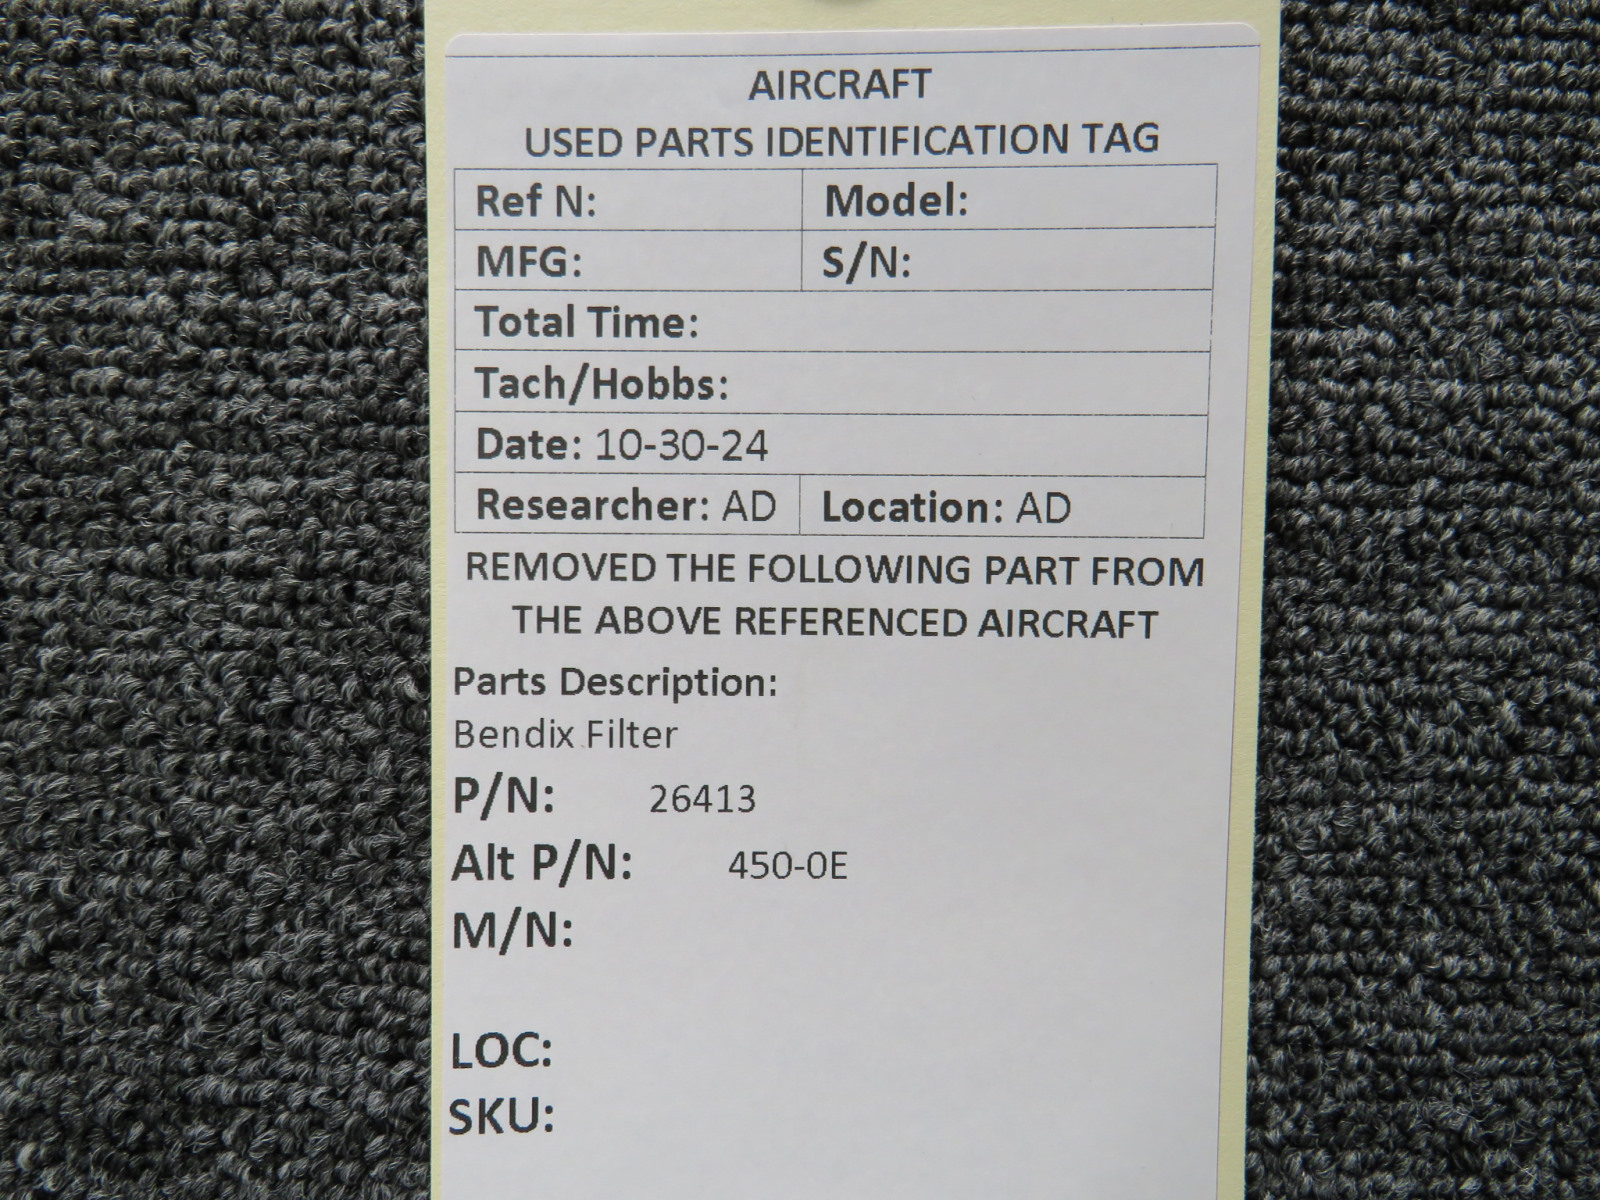 AIRCRAFT
USED PARTS IDENTIFICATION TAG
Ref N: Model:
MFG: S/N:
Total Time:
Tach/Hobbs:
Date: 10-30-24
Researcher: AD Location: AD
REMOVED THE FOLLOWING PART FROM
THE ABOVE REFERENCED AIRCRAFT
Parts Description:
Bendix Filter
P/N: 26413
Alt P/N: 450-0E
M/N:
LOC:
SKU: